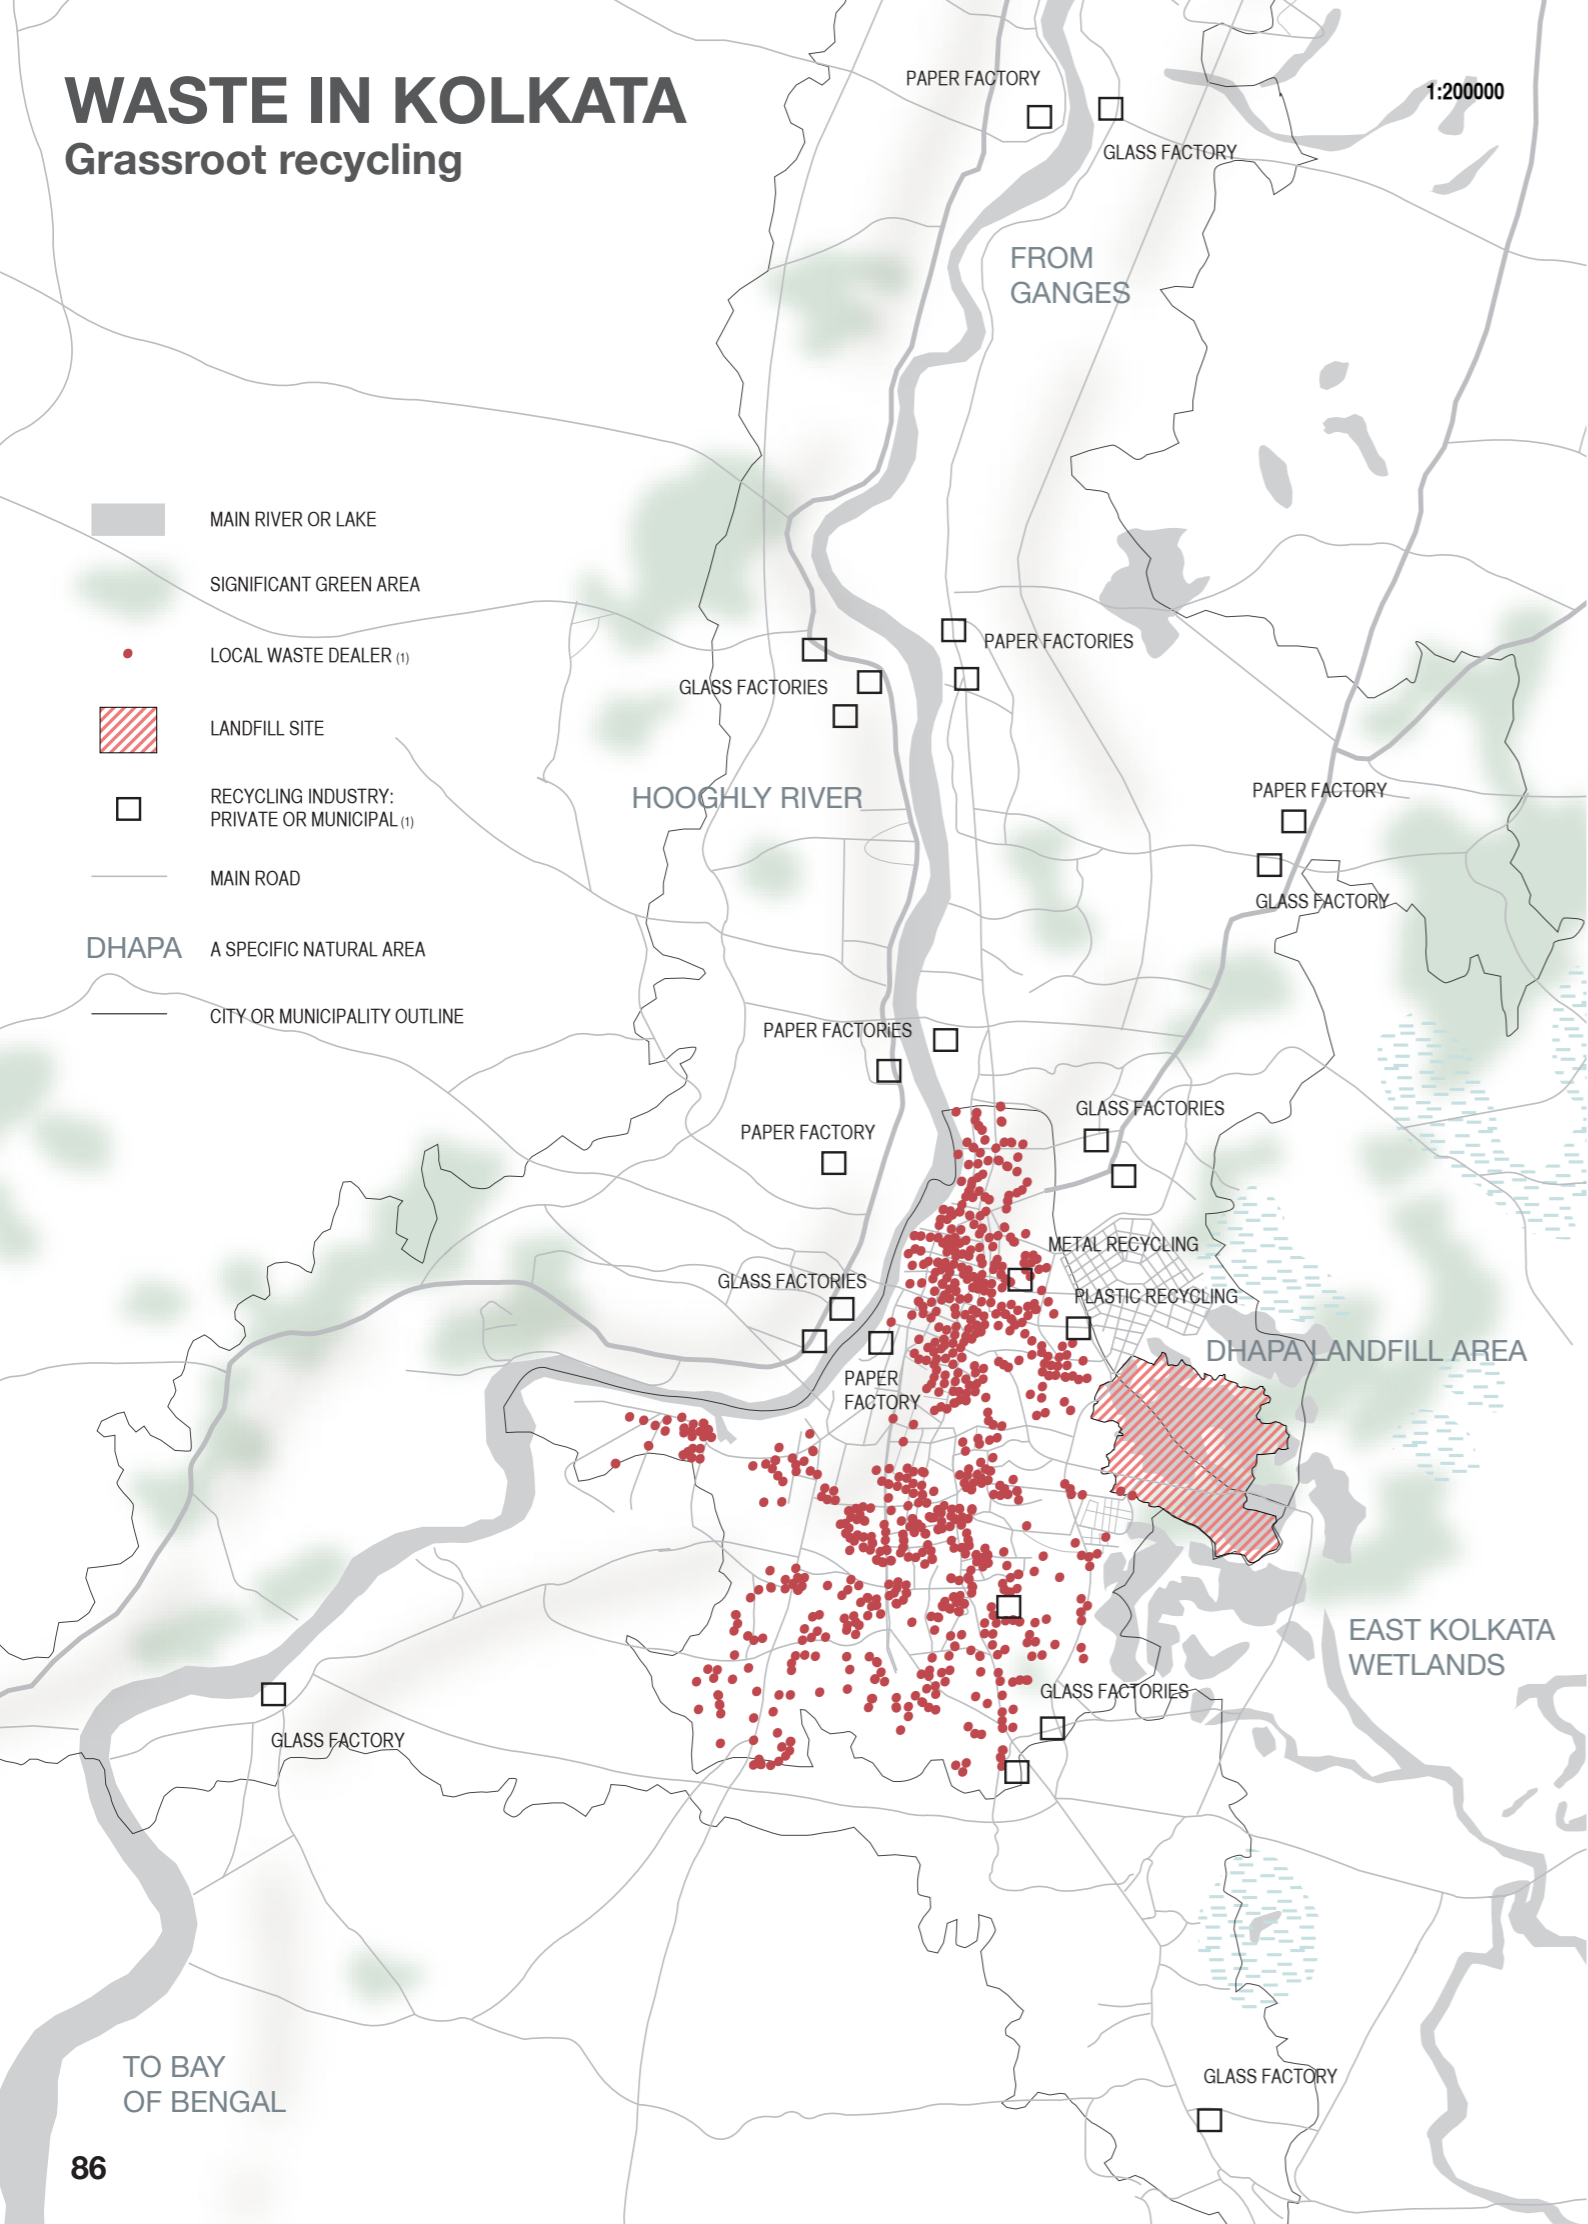 WASTE IN KOLKATA
Grassroot recycling
1:200000
PAPER FACTORY
GLASS FACTORY
FROM
GANGES
MAIN RIVER OR LAKE
SIGNIFICANT GREEN AREA
LOCAL WASTE DEALER (1)
LANDFILL SITE
RECYCLING INDUSTRY:
PRIVATE OR MUNICIPAL (1)
MAIN ROAD
DHAPA
A SPECIFIC NATURAL AREA
CITY OR MUNICIPALITY OUTLINE
PAPER FACTORIES
GLASS FACTORIES
HOOGHLY RIVER
PAPER FACTORY
GLASS FACTORY
PAPER FACTORiES
GLASS FACTORIES
PAPER FACTORY
METAL RECYCLING
GLASS FACTORIES
PLASTIC RECYCLING
DHAPA LANDFILL AREA
PAPER
FACTORY
EAST KOLKATA
WETLANDS
GLASS FACTORIES
GLASS FACTORY
TO BAY
OF BENGAL
GLASS FACTORY
86